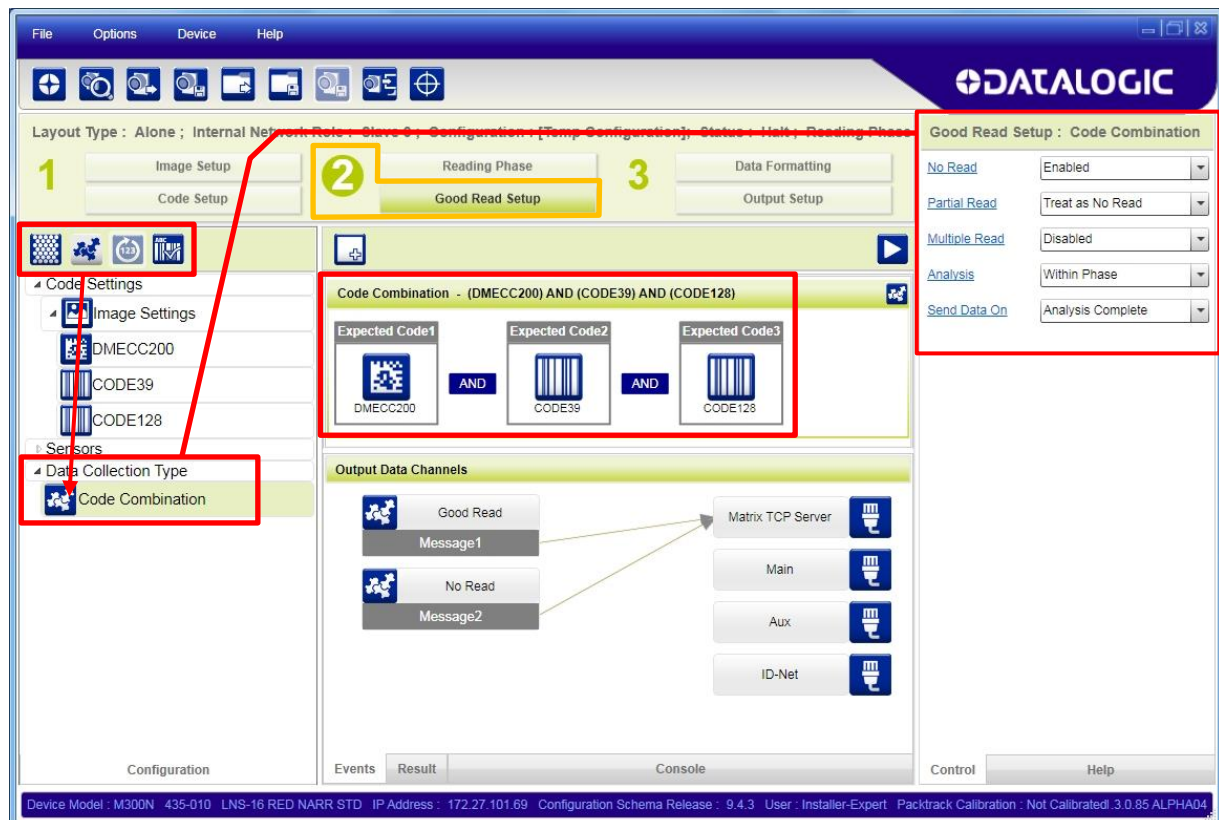 File Options Device Help
DATALOGIC
Layout Type : Alone ; Internal Network Role : Slave 0 ; Configuration : [Temp Configuration]; Status : Halt ; Reading Phase
1
Image Setup
Code Setup
2
Reading Phase
Good Read Setup
3
Data Formatting
Output Setup
123
ABC
Code Settings
Image Settings
DMECC200
CODE39
CODE128
Sensors
Data Collection Type
Code Combination
Configuration
Code Combination - (DMECC200) AND (CODE39) AND (CODE128)
Expected Code1 Expected Code2 Expected Code3
AND AND
DMECC200 CODE39 CODE128
Output Data Channels
Good Read
Message1
No Read
Message2
Matrix TCP Server
Main
Aux
ID-Net
Events Result Console
Good Read Setup : Code Combination
No Read Enabled
Partial Read Treat as No Read
Multiple Read Disabled
Analysis Within Phase
Send Data On Analysis Complete
Control Help
Device Model : M300N 435-010 LNS-16 RED NARR STD IP Address : 172.27.101.69 Configuration Schema Release : 9.4.3 User : Installer-Expert Packtrack Calibration : Not Calibrated!.3.0.85 ALPHA04